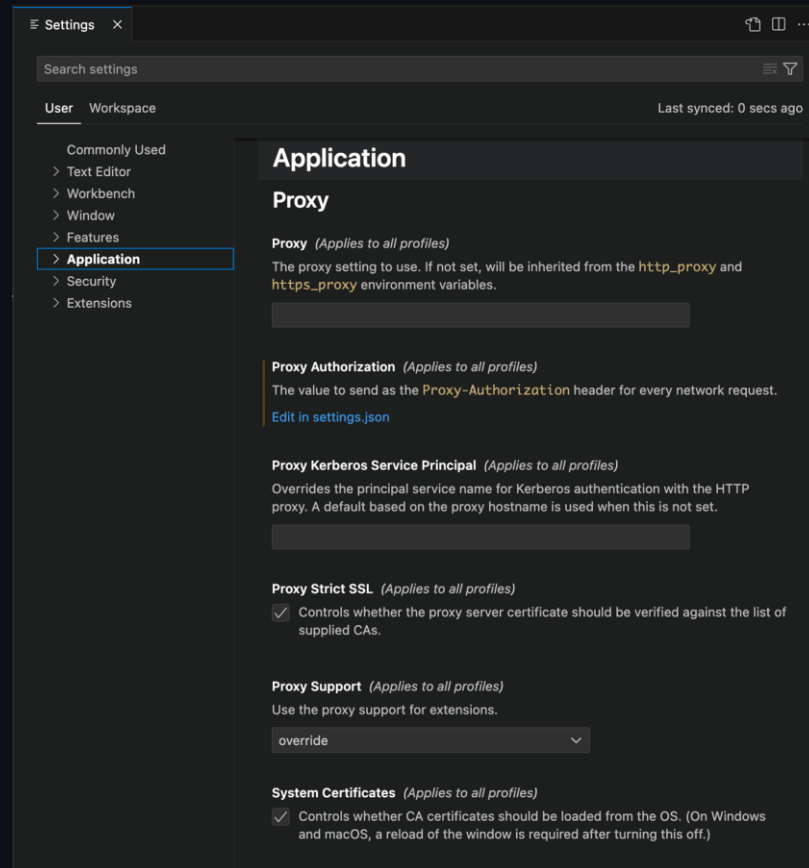 Settings
Search settings
User Workspace
Last synced: 0 secs ago
Commonly Used
Text Editor
Workbench
Window
Features
Application
Security
Extensions
Application
Proxy
Proxy (Applies to all profiles)
The proxy setting to use. If not set, will be inherited from the http_proxy and
https_proxy environment variables.
Proxy Authorization (Applies to all profiles)
The value to send as the Proxy-Authorization header for every network request.
Edit in settings.json
Proxy Kerberos Service Principal (Applies to all profiles)
Overrides the principal service name for Kerberos authentication with the HTTP
proxy. A default based on the proxy hostname is used when this is not set.
Proxy Strict SSL (Applies to all profiles)
Controls whether the proxy server certificate should be verified against the list of
supplied CAs.
Proxy Support (Applies to all profiles)
Use the proxy support for extensions.
override
System Certificates (Applies to all profiles)
Controls whether CA certificates should be loaded from the OS. (On Windows
and macOS, a reload of the window is required after turning this off.)